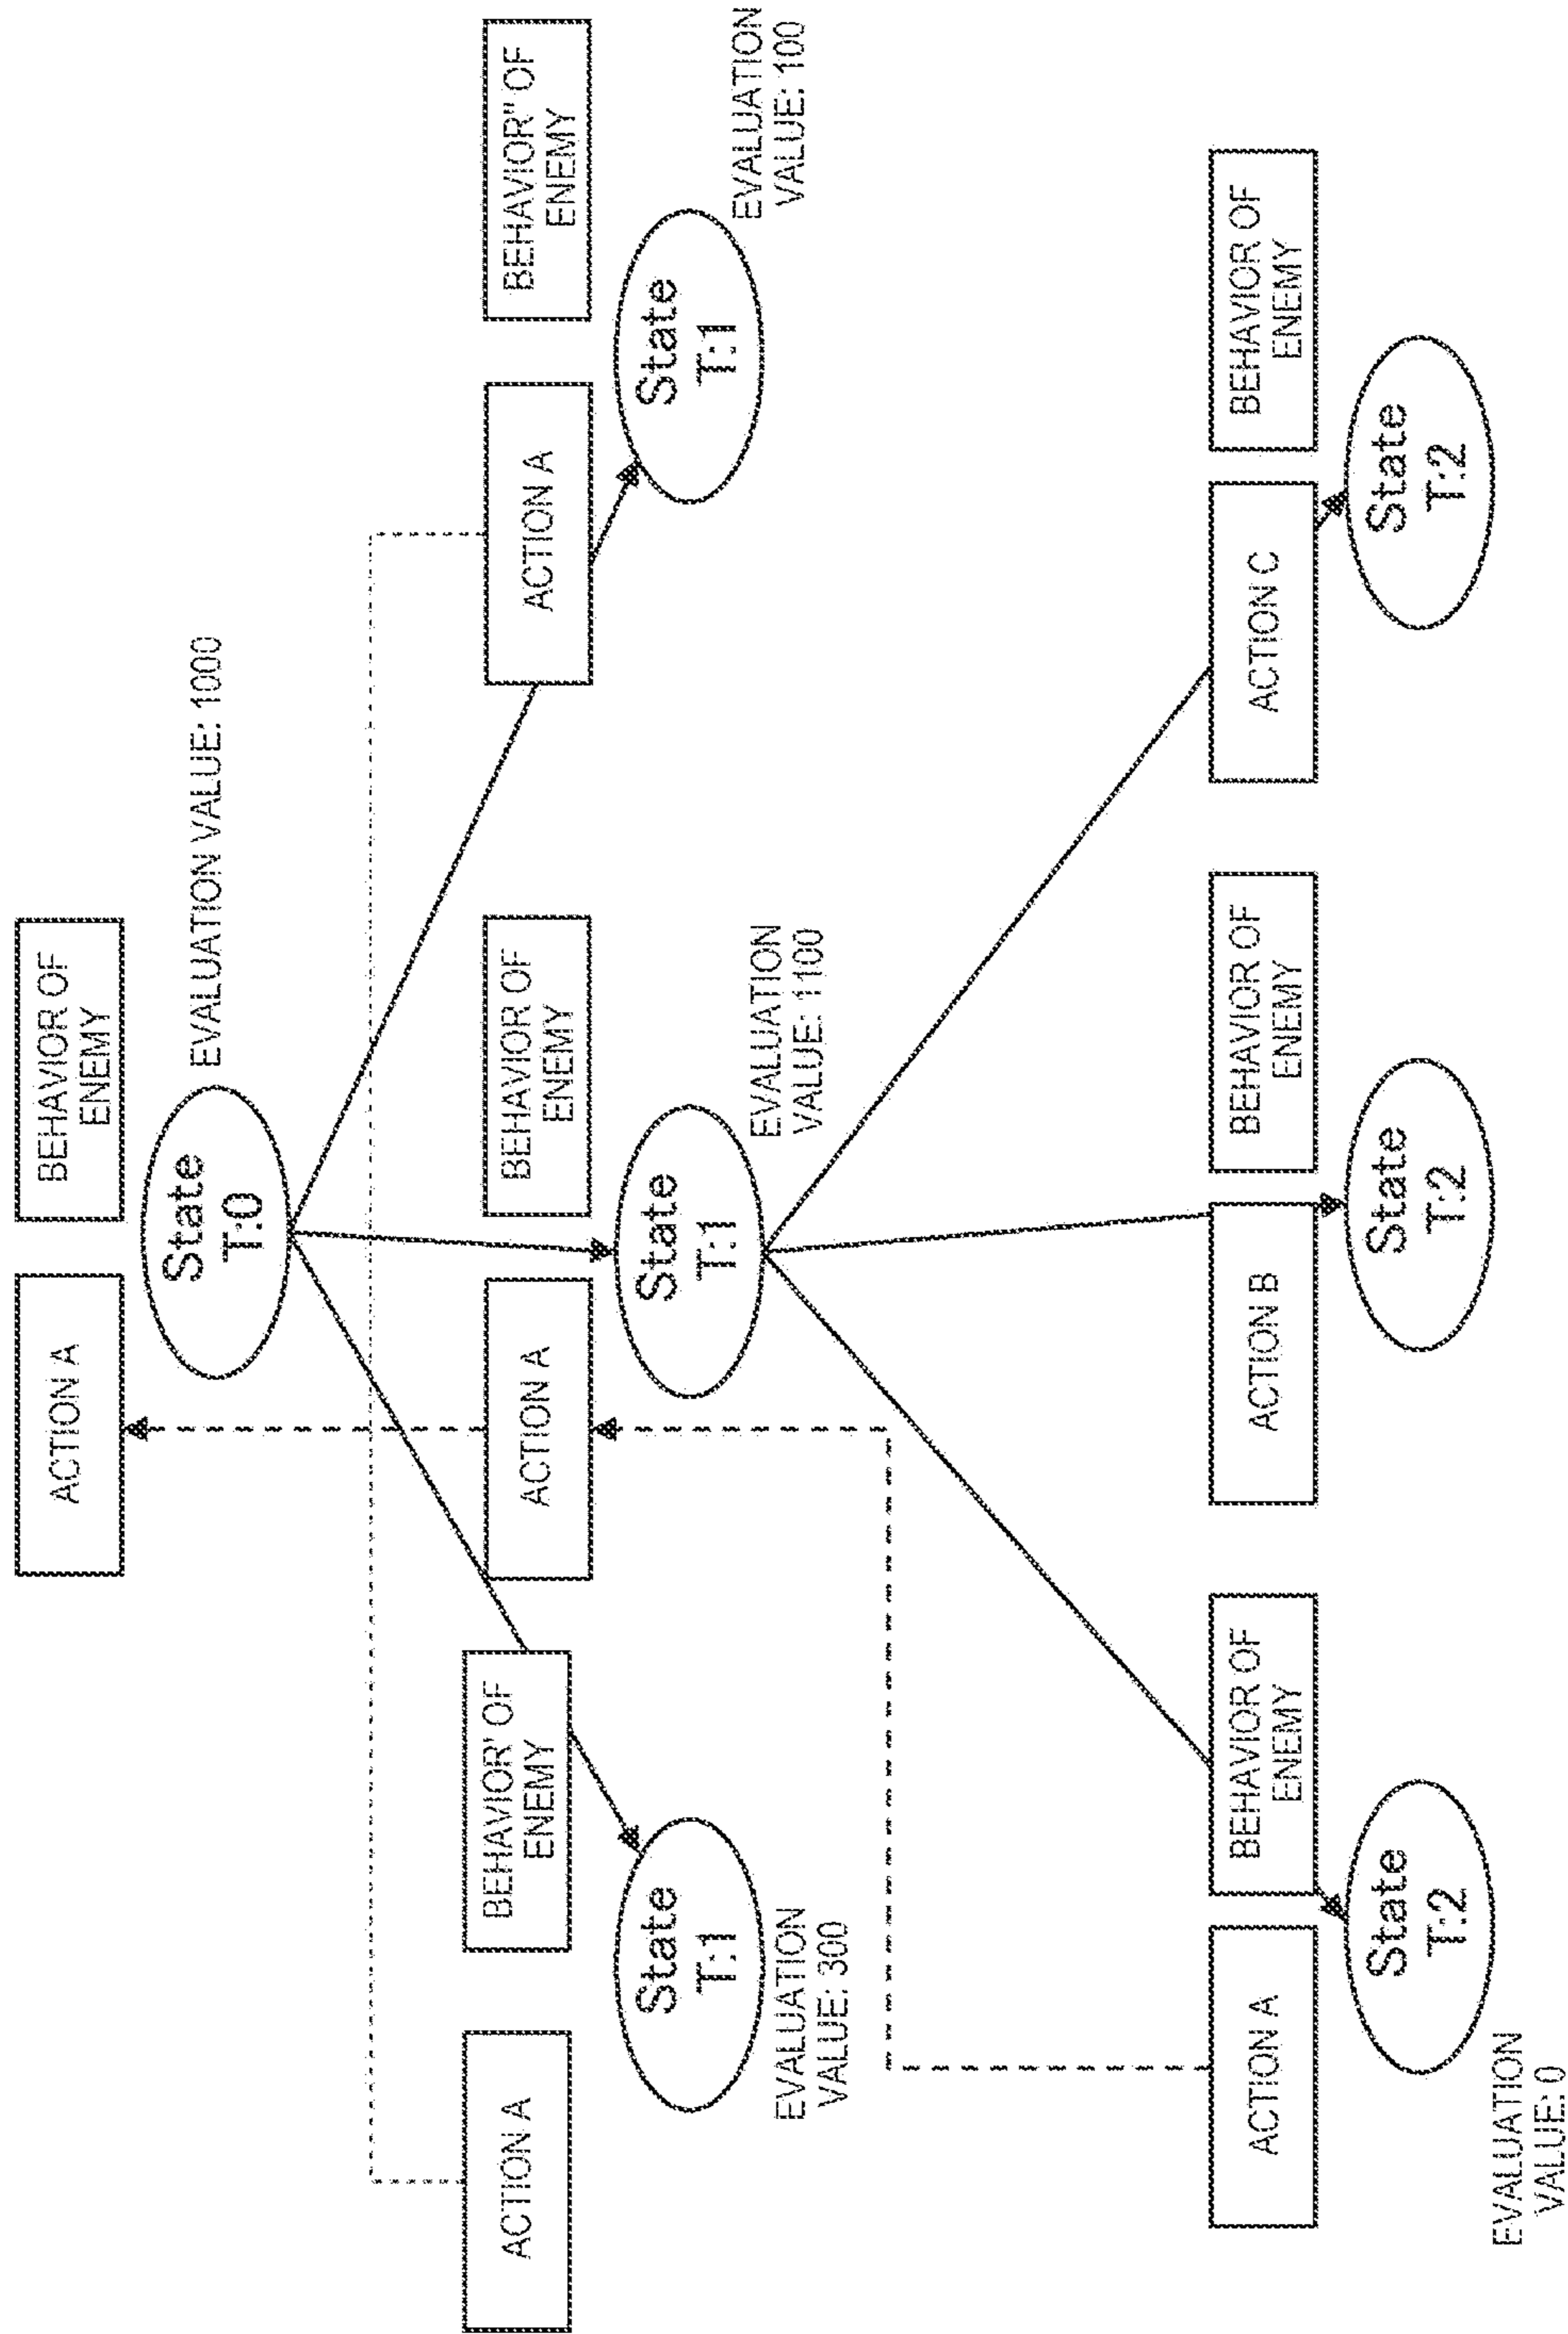 ACTION A
BEHAVIOR OF
ENEMY
State
T:0
EVALUATION VALUE: 1000
ACTION A
BEHAVIOR' OF
ENEMY
ACTION A
BEHAVIOR OF
ENEMY
ACTION A
BEHAVIOR" OF
ENEMY
State
T:1
EVALUATION
VALUE: 300
State
T:1
EVALUATION
VALUE: 1100
State
T:1
EVALUATION
VALUE: 100
ACTION A
BEHAVIOR OF
ENEMY
ACTION B
BEHAVIOR OF
ENEMY
ACTION C
BEHAVIOR OF
ENEMY
State
T:2
EVALUATION
VALUE: 0
State
T:2
State
T:2